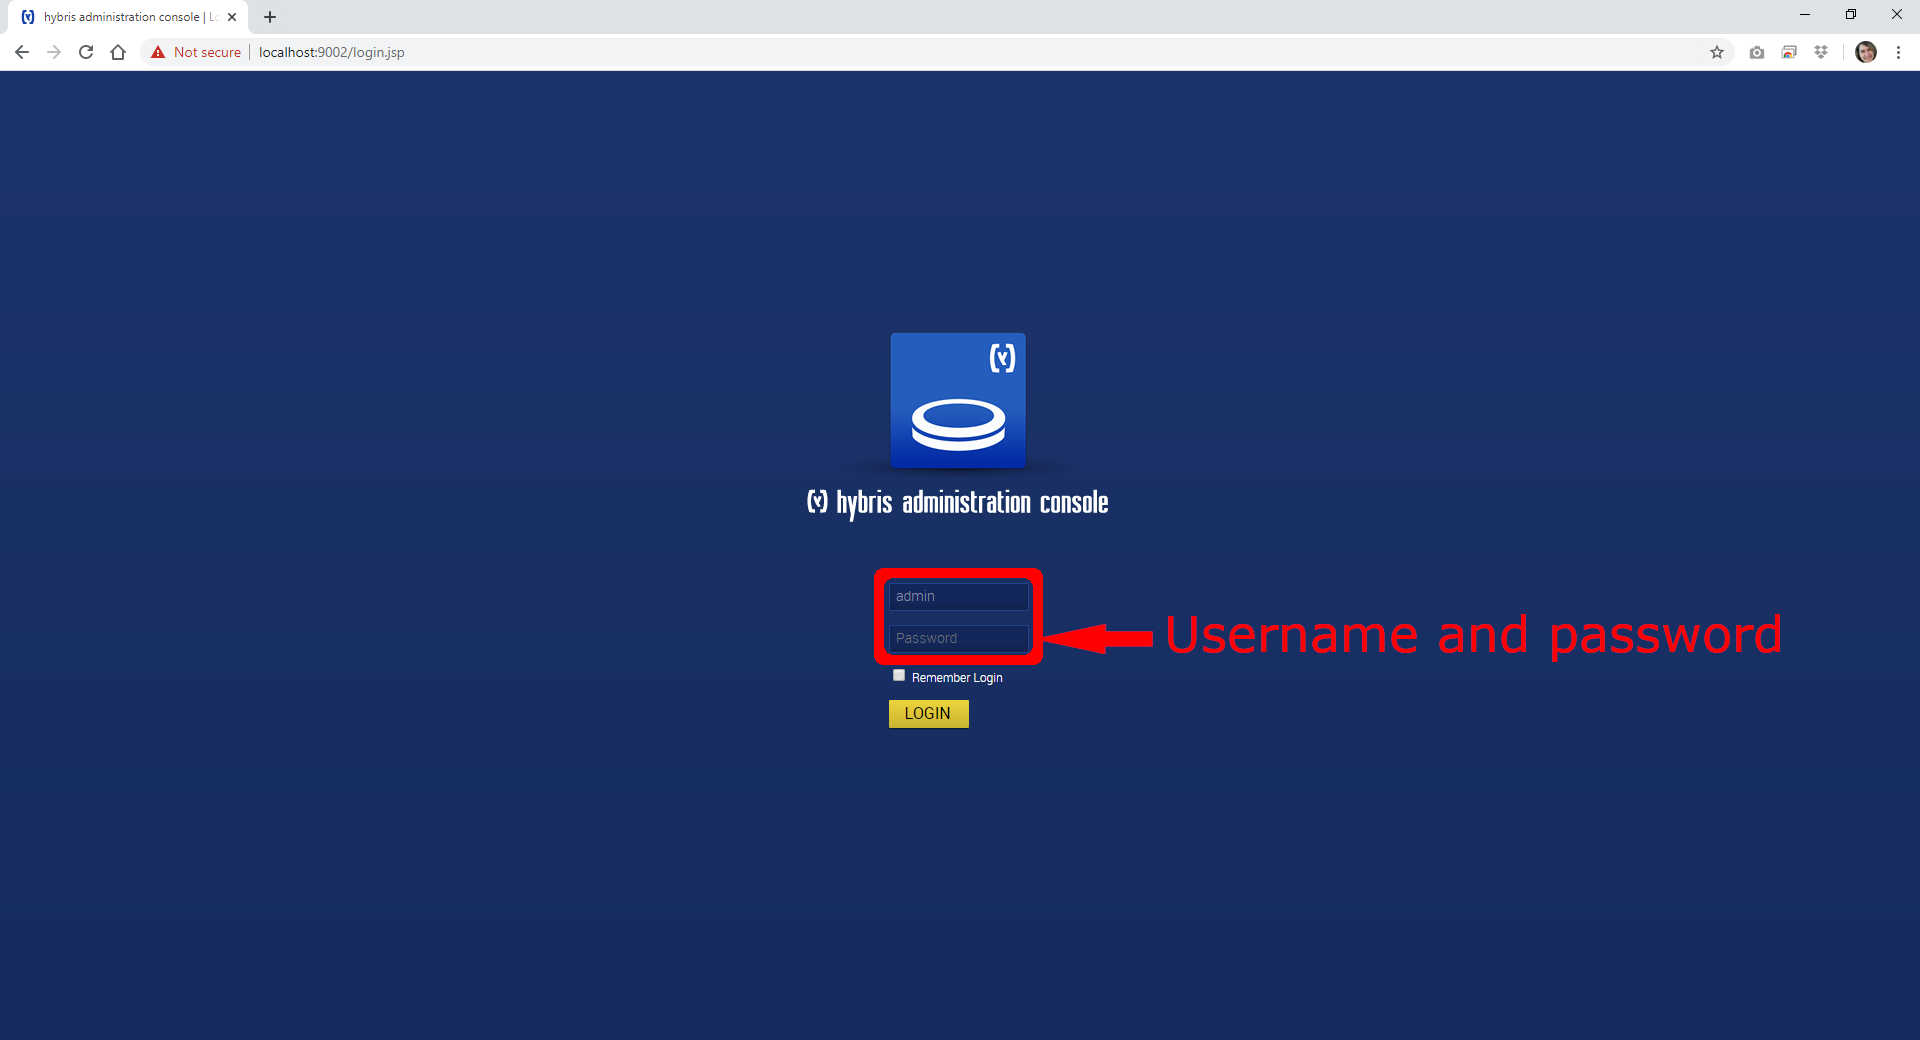 hybris administration console | Lo
Not secure
localhost:9002/login.jsp
(y)
(y) hybris administration console
admin
Password
Username and password
Remember Login
LOGIN